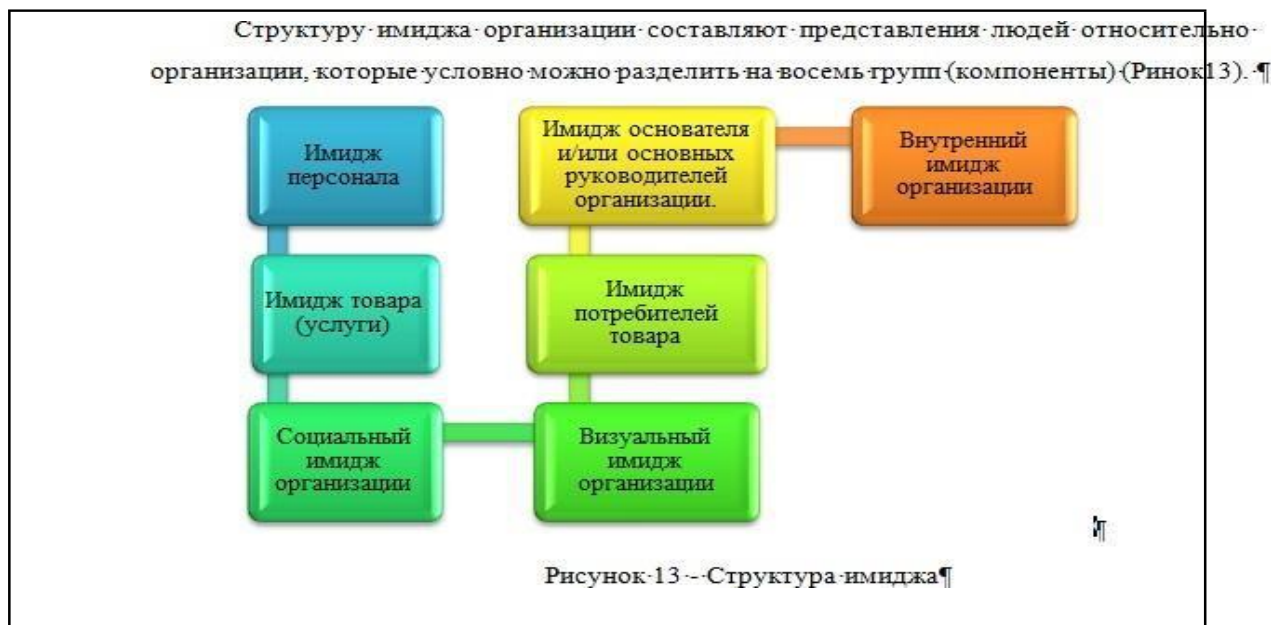 Структуру·имиджа·организации·составляют·представления·людей·относительно·
организации,·которые·условно·можно·разделить·на·восемь·групп·(компоненты)·(Ринок13).·¶
Имидж
персонала
Имидж товара
(услуги)
Социальный
имидж
организации
Визуальный
имидж
организации
Имидж
потребителей
товара
Имидж основателя
и/или основных
руководителей
организации.
Внутренний
имидж
организации
¶
Рисунок·13·-·Структура·имиджа¶